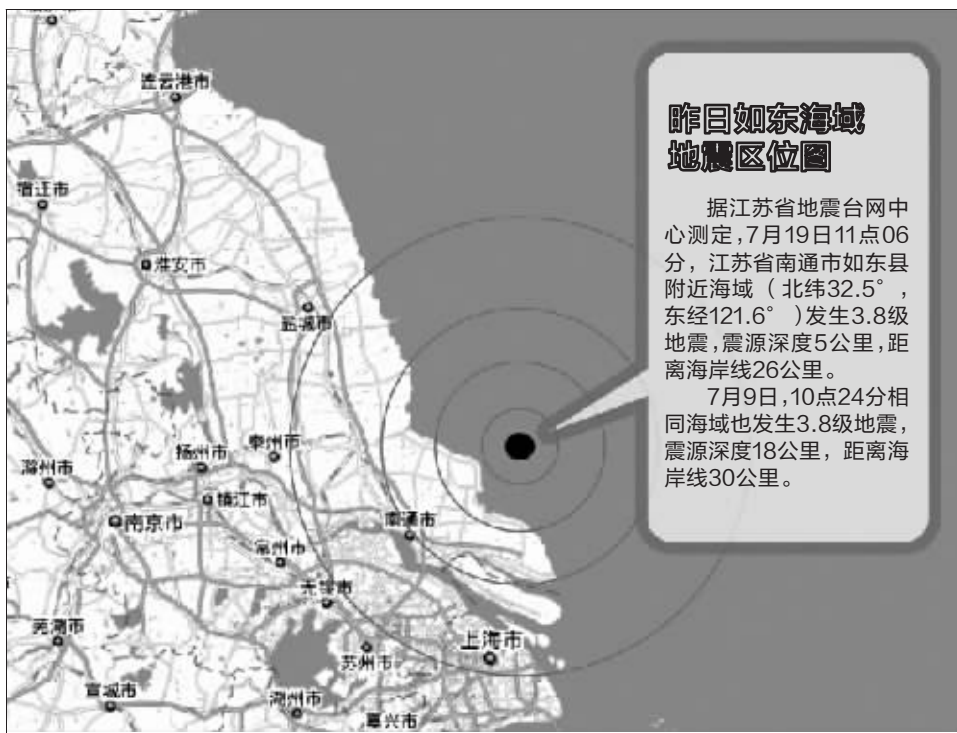 连云港市
宿迁市
淮安市
盐城市
泰州市
扬州市
滁州市
镇江市
南京市
南通市
常州市
无锡市
芜湖市
上海市
苏州市
宣城市
湖州市
嘉兴市
昨日如东海域
地震区位图
据江苏省地震台网中
心测定,7月19日11点06
分，江苏省南通市如东县
附近海域（北纬32.5°，
东经121.6°）发生3.8级
地震,震源深度5公里,距
离海岸线26公里。
7月9日,10点24分相
同海域也发生3.8级地震,
震源深度18公里，距离海
岸线30公里。